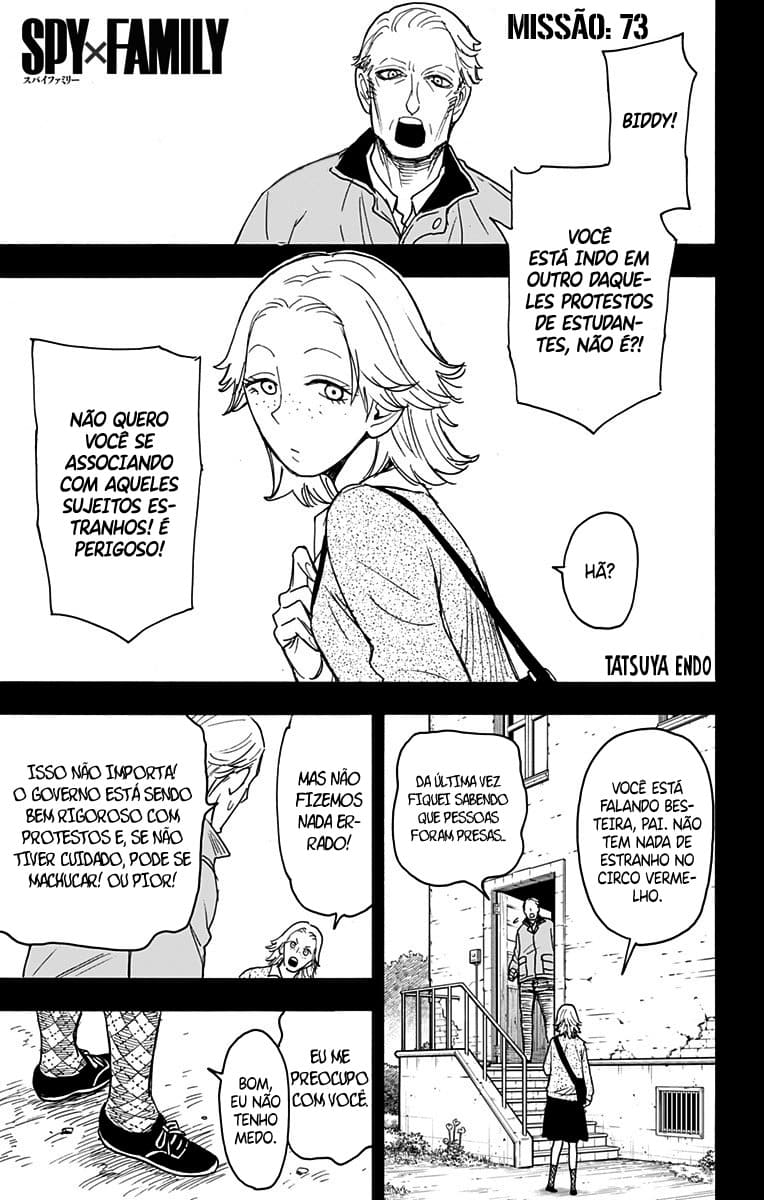 SPY×FAMILY
スパイファミリー
MISSÃO: 73
BIDDY!
VOCÊ
ESTÁ INDO EM
OUTRO DAQUE-
LES PROTESTOS
DE ESTUDAN-
TES, NÃO É?!
NÃO QUERO
VOCÊ SE
ASSOCIANDO
COM AQUELES
SUJEITOS ES-
TRANHOS! É
PERIGOSO!
HÃ?
TATSUYA ENDO
VOCÊ ESTÁ
FALANDO BES-
TEIRA, PAI. NÃO
TEM NADA DE
ESTRANHO NO
CIRCO VERME-
LHO.
DA ÚLTIMA VEZ
FIQUEI SABENDO
QUE PESSOAS
FORAM PRESAS..
MAS NÃO
FIZEMOS
NADA ER-
RADO!
ISSO NÃO IMPORTA!
O GOVERNO ESTÁ SENDO
BEM RIGOROSO COM
PROTESTOS E, SE NÃO
TIVER CUIDADO, PODE SE
MACHUCAR! OU PIOR!
EU ME
PREOCUPO
COM VOCÊ.
BOM,
EU NÃO
TENHO
MEDO.